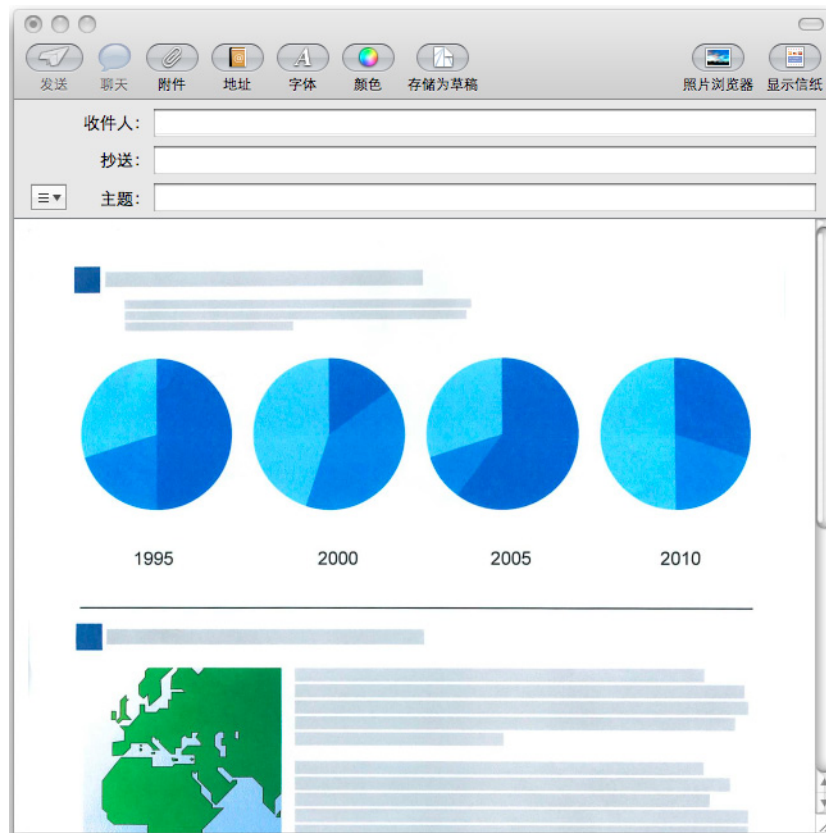 发送 聊天 附件 地址 字体 颜色 存储为草稿 照片浏览器 显示信纸
收件人:
抄送:
主题:
1995 2000 2005 2010